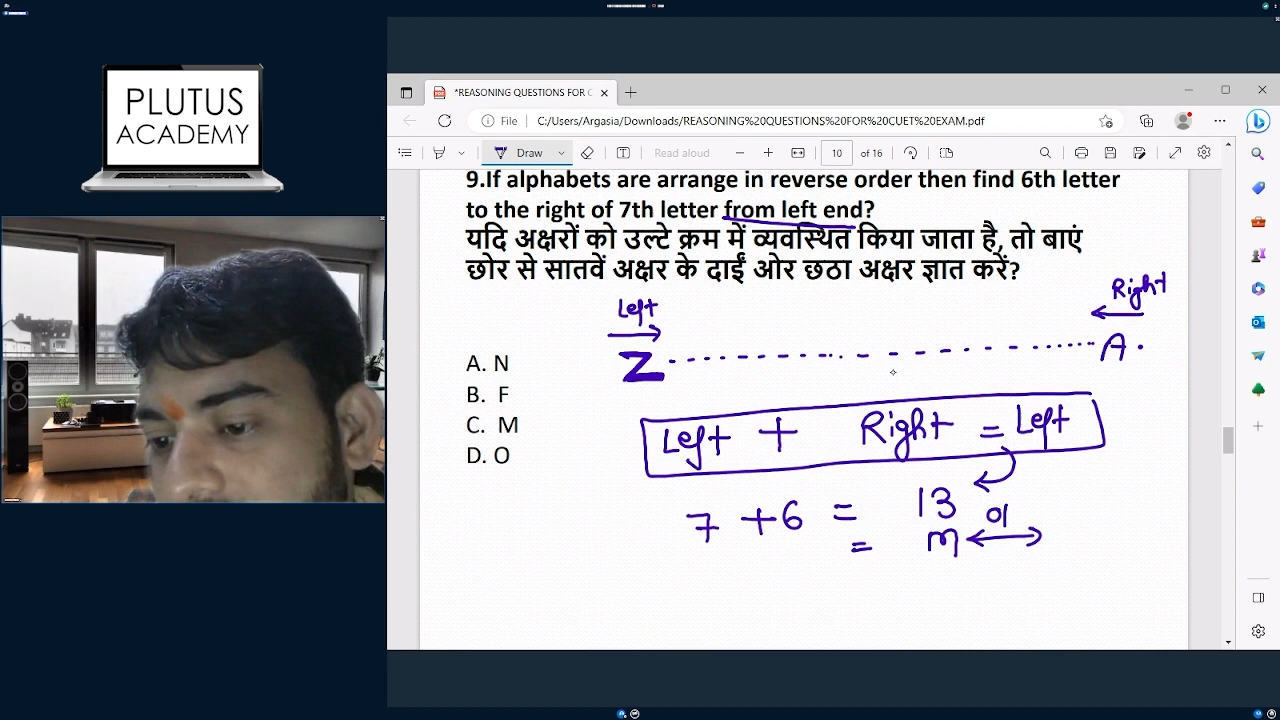 PLUTUS
ACADEMY
*REASONING QUESTIONS FOR C
File C:/Users/Argasia/Downloads/REASONING%20QUESTIONS%20FOR%20CUET%20EXAM.pdf
Draw Read aloud 10 of 16
9.If alphabets are arrange in reverse order then find 6th letter
to the right of 7th letter from left end?
यदि अक्षरों को उल्टे क्रम में व्यवस्थित किया जाता है, तो बाएं
छोर से सातवें अक्षर के दाईं ओर छठा अक्षर ज्ञात करें?
Left Right
Z A
A. N
B. F
C. M
D. O
Left + Right = Left
7 + 6 = 13
= M